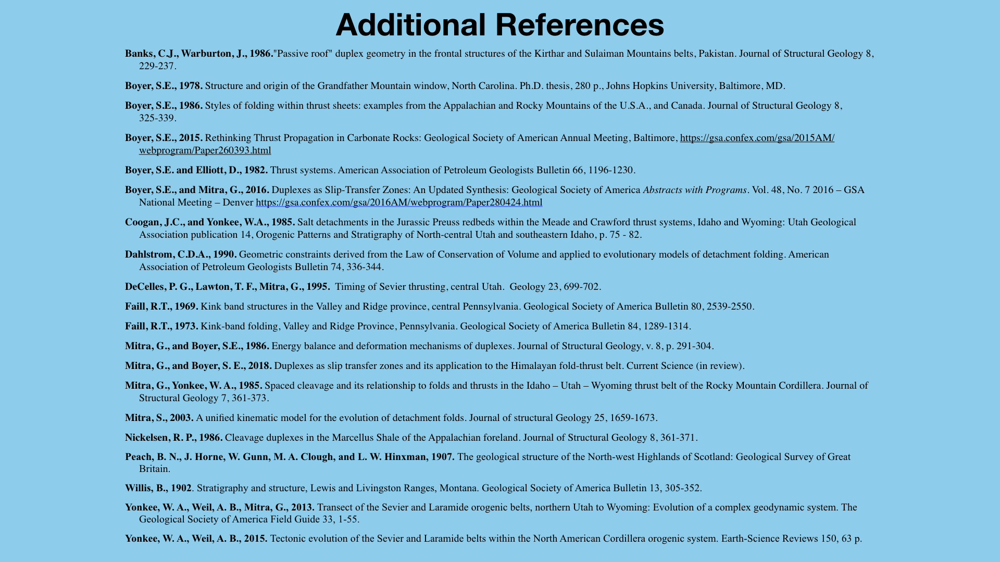 Additional References
Banks, C.J., Warburton, J., 1986."Passive roof" duplex geometry in the frontal structures of the Kirthar and Sulaiman Mountains belts, Pakistan. Journal of Structural Geology 8,
229-237.
Boyer, S.E., 1978. Structure and origin of the Grandfather Mountain window, North Carolina. Ph.D. thesis, 280 p., Johns Hopkins University, Baltimore, MD.
Boyer, S.E., 1986. Styles of folding within thrust sheets: examples from the Appalachian and Rocky Mountains of the U.S.A., and Canada. Journal of Structural Geology 8,
325-339.
Boyer, S.E., 2015. Rethinking Thrust Propagation in Carbonate Rocks: Geological Society of American Annual Meeting, Baltimore, https://gsa.confex.com/gsa/2015AM/
webprogram/Paper260393.html
Boyer, S.E. and Elliott, D., 1982. Thrust systems. American Association of Petroleum Geologists Bulletin 66, 1196-1230.
Boyer, S.E., and Mitra, G., 2016. Duplexes as Slip-Transfer Zones: An Updated Synthesis: Geological Society of America Abstracts with Programs. Vol. 48, No. 7 2016 – GSA
National Meeting – Denver https://gsa.confex.com/gsa/2016AM/webprogram/Paper280424.html
Coogan, J.C., and Yonkee, W.A., 1985. Salt detachments in the Jurassic Preuss redbeds within the Meade and Crawford thrust systems, Idaho and Wyoming: Utah Geological
Association publication 14, Orogenic Patterns and Stratigraphy of North-central Utah and southeastern Idaho, p. 75 - 82.
Dahlstrom, C.D.A., 1990. Geometric constraints derived from the Law of Conservation of Volume and applied to evolutionary models of detachment folding. American
Association of Petroleum Geologists Bulletin 74, 336-344.
DeCelles, P. G., Lawton, T. F., Mitra, G., 1995.  Timing of Sevier thrusting, central Utah.  Geology 23, 699-702.
Faill, R.T., 1969. Kink band structures in the Valley and Ridge province, central Pennsylvania. Geological Society of America Bulletin 80, 2539-2550.
Faill, R.T., 1973. Kink-band folding, Valley and Ridge Province, Pennsylvania. Geological Society of America Bulletin 84, 1289-1314.
Mitra, G., and Boyer, S.E., 1986. Energy balance and deformation mechanisms of duplexes. Journal of Structural Geology, v. 8, p. 291-304.
Mitra, G., and Boyer, S. E., 2018. Duplexes as slip transfer zones and its application to the Himalayan fold-thrust belt. Current Science (in review).
Mitra, G., Yonkee, W. A., 1985. Spaced cleavage and its relationship to folds and thrusts in the Idaho – Utah – Wyoming thrust belt of the Rocky Mountain Cordillera. Journal of
Structural Geology 7, 361-373.
Mitra, S., 2003. A unified kinematic model for the evolution of detachment folds. Journal of structural Geology 25, 1659-1673.
Nickelsen, R. P., 1986. Cleavage duplexes in the Marcellus Shale of the Appalachian foreland. Journal of Structural Geology 8, 361-371.
Peach, B. N., J. Horne, W. Gunn, M. A. Clough, and L. W. Hinxman, 1907. The geological structure of the North-west Highlands of Scotland: Geological Survey of Great
Britain.
Willis, B., 1902. Stratigraphy and structure, Lewis and Livingston Ranges, Montana. Geological Society of America Bulletin 13, 305-352.
Yonkee, W. A., Weil, A. B., Mitra, G., 2013. Transect of the Sevier and Laramide orogenic belts, northern Utah to Wyoming: Evolution of a complex geodynamic system. The
Geological Society of America Field Guide 33, 1-55.
Yonkee, W. A., Weil, A. B., 2015. Tectonic evolution of the Sevier and Laramide belts within the North American Cordillera orogenic system. Earth-Science Reviews 150, 63 p.